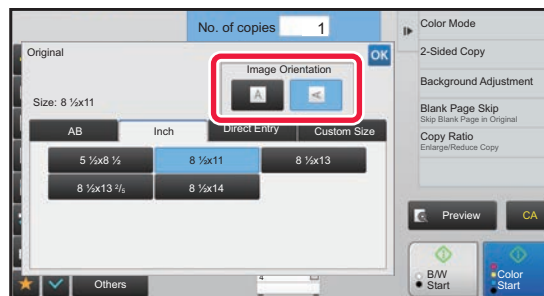 No. of copies 1
Original
OK
Image Orientation
A A
Size: 8 ½x11
AB Inch Direct Entry Custom Size
5 ½x8 ½ 8 ½x11 8 ½x13
8 ½x13 ²/₅ 8 ½x14
Others
4
Color Mode
2-Sided Copy
Background Adjustment
Blank Page Skip
Skip Blank Page in Original
Copy Ratio
Enlarge/Reduce Copy
Preview CA
B/W
Start
Color
Start